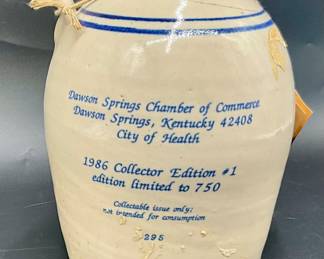 Dawson Springs Chamber of Commerce
Dawson Springs, Kentucky 42408
City of Health
1986 Collector Edition #1
edition limited to 750
Collectable issue only;
not intended for consumption
295